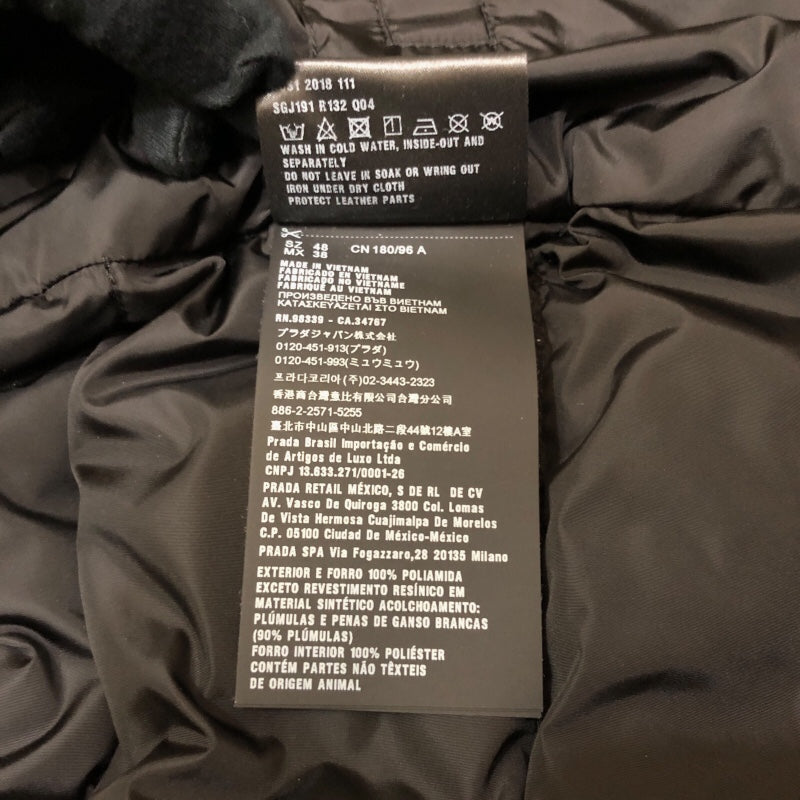 2018 111
SGJ191 R132 Q04
WASH IN COLD WATER, INSIDE-OUT AND
SEPARATELY
DO NOT LEAVE IN SOAK OR WRING OUT
IRON UNDER DRY CLOTH
PROTECT LEATHER PARTS
SZ 48 CN 180/96 A
MX 38
MADE IN VIETNAM
FABRICADO EN VIETNAM
FABRICADO NO VIETNAME
FABRIQUÉ AU VIETNAM
ПРОИЗВЕДЕНО ВЪВ ВИЕТНАМ
ΚΑΤΑΣΚΕΥΑΖΕΤΑΙ ΣΤΟ ΒΙΕΤΝΑΜ
RN.98339 - CA.34767
プラダジャパン株式会社
0120-451-913(プラダ)
0120-451-993(ミュウミュウ)
프라다코리아 (주)02-3443-2323
香港商台灣壹比有限公司台灣分公司
886-2-2571-5255
臺北市中山區中山北路二段44號12樓A室
Prada Brasil Importação e Comércio
de Artigos de Luxo Ltda
CNPJ 13.633.271/0001-26
PRADA RETAIL MÉXICO, S DE RL DE CV
AV. Vasco De Quiroga 3800 Col. Lomas
De Vista Hermosa Cuajimalpa De Morelos
C.P. 05100 Ciudad De México-México
PRADA SPA Via Fogazzaro,28 20135 Milano
EXTERIOR E FORRO 100% POLIAMIDA
EXCETO REVESTIMENTO RESÍNICO EM
MATERIAL SINTÉTICO ACOLCHOAMENTO:
PLÚMULAS E PENAS DE GANSO BRANCAS
(90% PLÚMULAS)
FORRO INTERIOR 100% POLIÉSTER
CONTÉM PARTES NÃO TÊXTEIS
DE ORIGEM ANIMAL